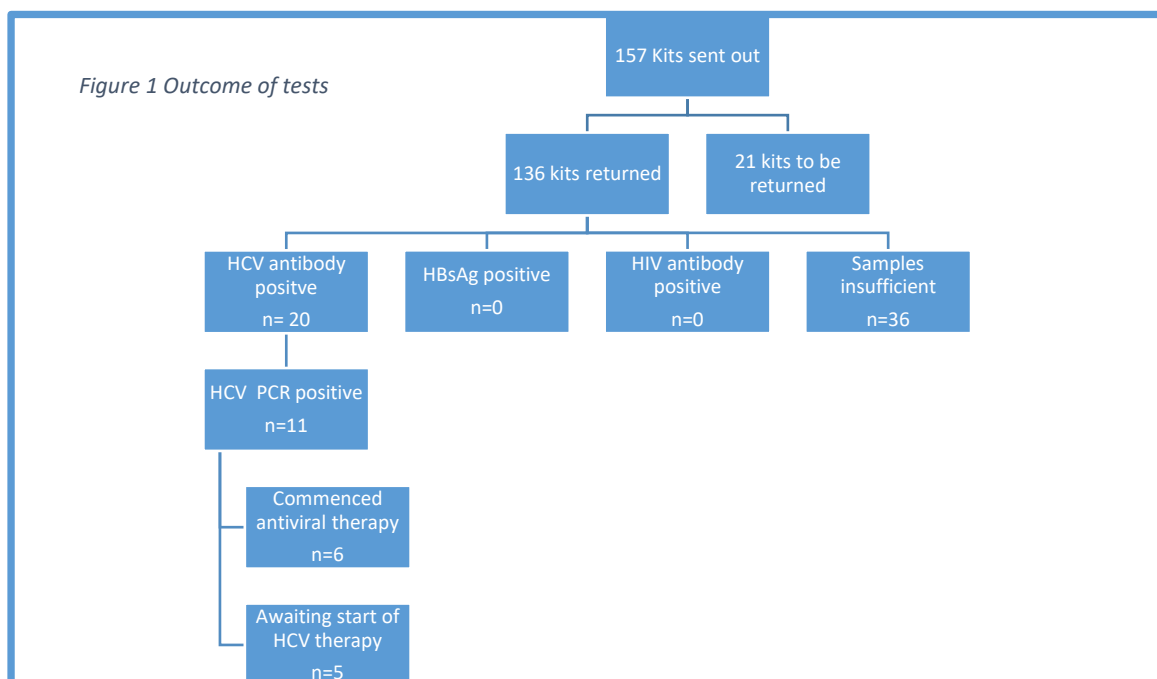 157 Kits sent out
Figure 1 Outcome of tests
136 kits returned
21 kits to be
returned
HCV antibody
positve
n= 20
HBsAg positive
n=0
HIV antibody
positive
n=0
Samples
insufficient
n=36
HCV  PCR positive
n=11
Commenced
antiviral therapy
n=6
Awaiting start of
HCV therapy
n=5